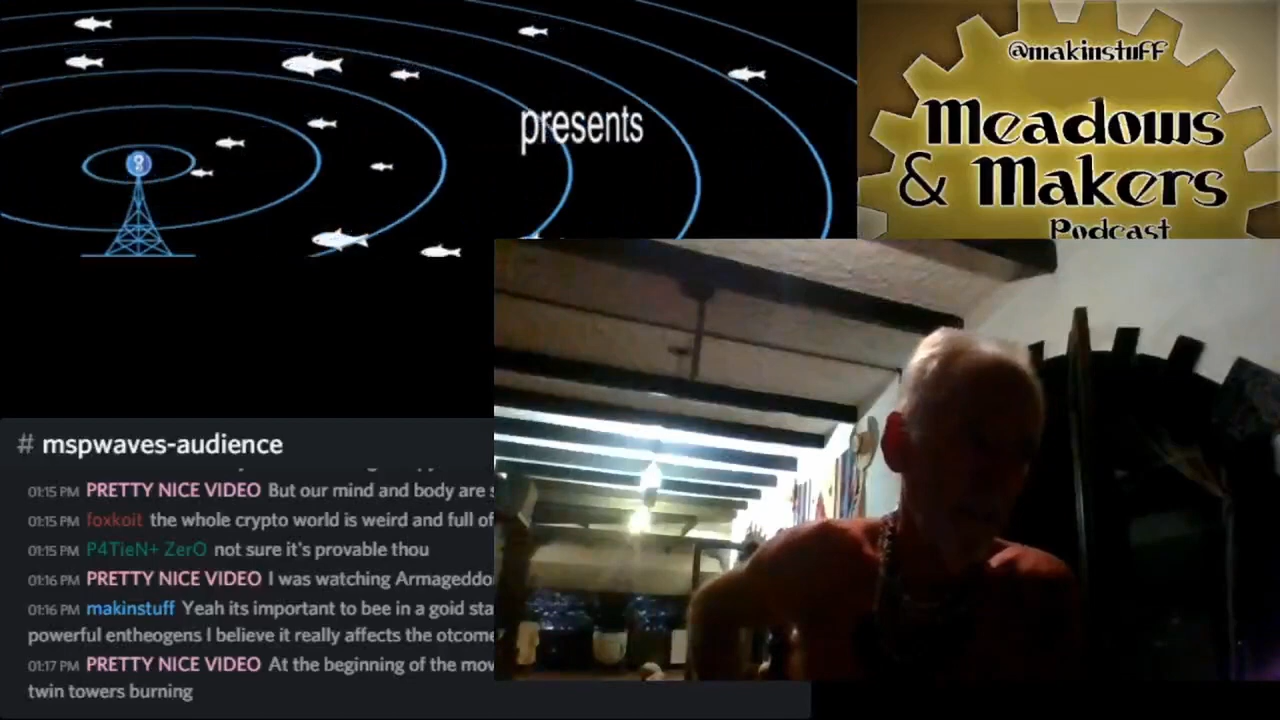 presents
@makinstuff
Meadows
& Makers
Podcast
# mspwaves-audience
01:15 PM PRETTY NICE VIDEO But our mind and body are
01:15 PM foxkoit the whole crypto world is weird and full of
01:15 PM P4TieN+ ZerO not sure it's provable thou
01:16 PM PRETTY NICE VIDEO I was watching Armageddo
01:16 PM makinstuff Yeah its important to bee in a goid sta
powerful entheogens I believe it really affects the otcome
01:17 PM PRETTY NICE VIDEO At the beginning of the mov
twin towers burning